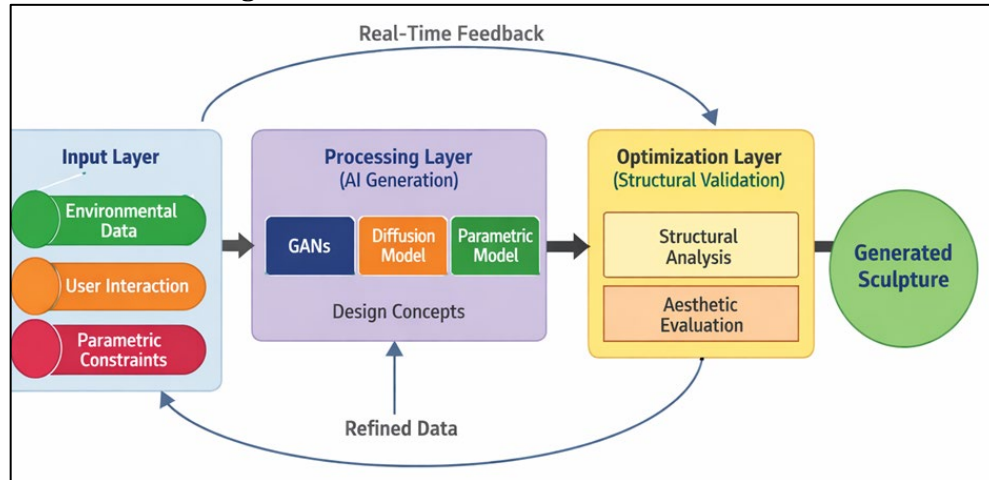 Real-Time Feedback
Input Layer
Environmental
Data
User Interaction
Parametric
Constraints
Processing Layer
(AI Generation)
GANs
Diffusion
Model
Parametric
Model
Design Concepts
Optimization Layer
(Structural Validation)
Structural
Analysis
Aesthetic
Evaluation
Generated
Sculpture
Refined Data